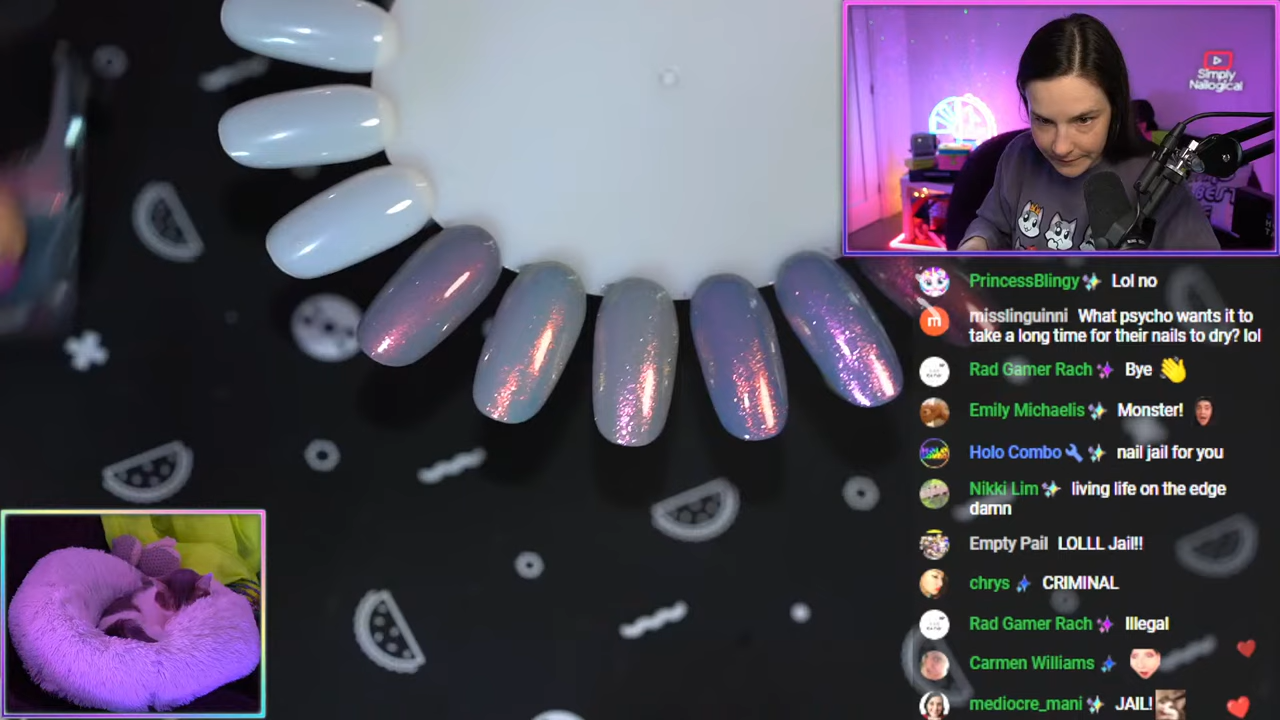 Simply
Nailogical
PrincessBlingy Lol no
misslinguinni What psycho wants it to
take a long time for their nails to dry? lol
Rad Gamer Rach Bye
Emily Michaelis Monster!
Holo Combo nail jail for you
Nikki Lim living life on the edge
damn
Empty Pail LOLLL Jail!!
chrys CRIMINAL
Rad Gamer Rach Illegal
Carmen Williams
mediocre_mani JAIL!